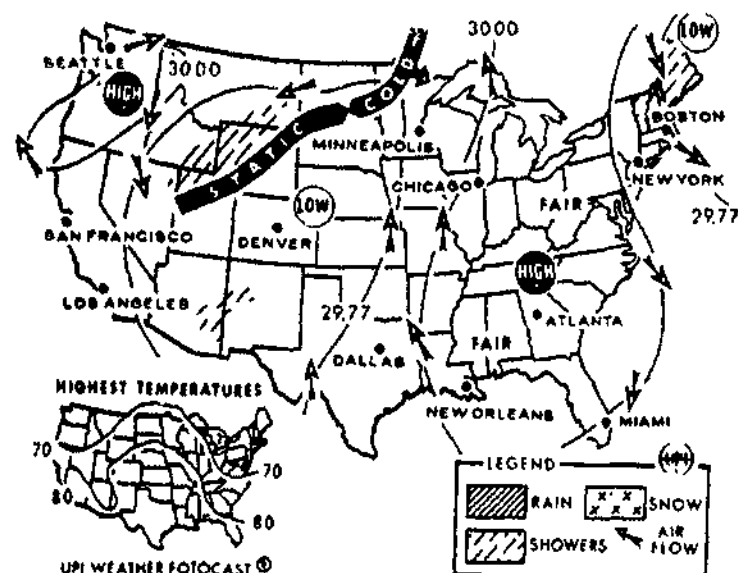 LOW
3000
3000
SEATTLE
HIGH
STATIC COLD
BOSTON
MINNEAPOLIS
NEW YORK
CHICAGO
LOW
FAIR
29.77
SAN FRANCISCO
DENVER
HIGH
LOS ANGELES
29.77
ATLANTA
DALLAS
FAIR
HIGHEST TEMPERATURES
NEW ORLEANS
MIAMI
70
70
80
80
LEGEND
RAIN
SNOW
SHOWERS
AIR FLOW
UPI WEATHER FOTOCAST ®